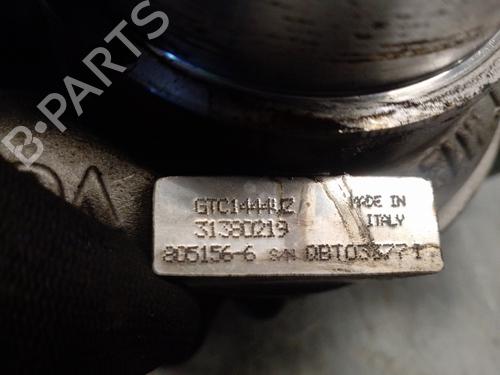 B-PARTS
GTC1444VZ
31380219
805156-6 S/N
MADE IN
ITALY